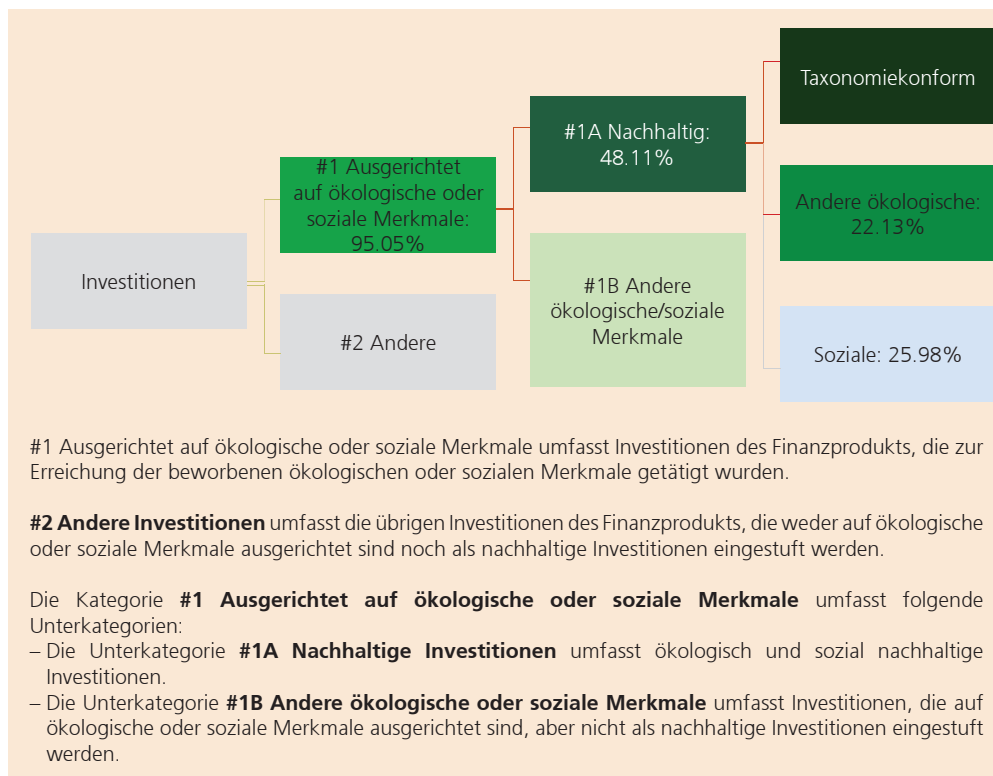 Taxonomiekonform
#1A Nachhaltig:
48.11%
#1 Ausgerichtet
auf ökologische oder
soziale Merkmale:
95.05%
Andere ökologische:
22.13%
Investitionen
#1B Andere
ökologische/soziale
Merkmale
#2 Andere
Soziale: 25.98%
#1 Ausgerichtet auf ökologische oder soziale Merkmale umfasst Investitionen des Finanzprodukts, die zur
Erreichung der beworbenen ökologischen oder sozialen Merkmale getätigt wurden.
#2 Andere Investitionen umfasst die übrigen Investitionen des Finanzprodukts, die weder auf ökologische
oder soziale Merkmale ausgerichtet sind noch als nachhaltige Investitionen eingestuft werden.
Die Kategorie #1 Ausgerichtet auf ökologische oder soziale Merkmale umfasst folgende
Unterkategorien:
– Die Unterkategorie #1A Nachhaltige Investitionen umfasst ökologisch und sozial nachhaltige
Investitionen.
– Die Unterkategorie #1B Andere ökologische oder soziale Merkmale umfasst Investitionen, die auf
ökologische oder soziale Merkmale ausgerichtet sind, aber nicht als nachhaltige Investitionen eingestuft
werden.